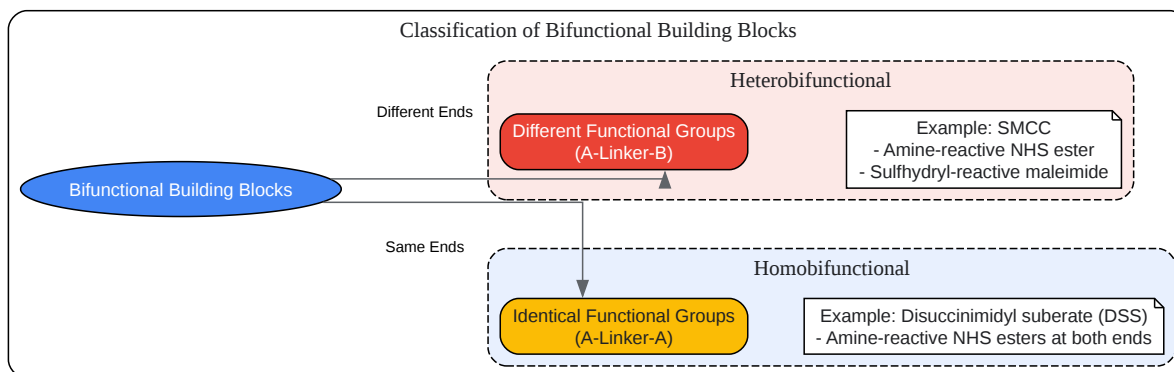 Classification of Bifunctional Building Blocks
Heterobifunctional
Different Ends
Different Functional Groups
(A-Linker-B)
Example: SMCC
- Amine-reactive NHS ester
- Sulfhydryl-reactive maleimide
Bifunctional Building Blocks
Same Ends
Homobifunctional
Identical Functional Groups
(A-Linker-A)
Example: Disuccinimidyl suberate (DSS)
- Amine-reactive NHS esters at both ends